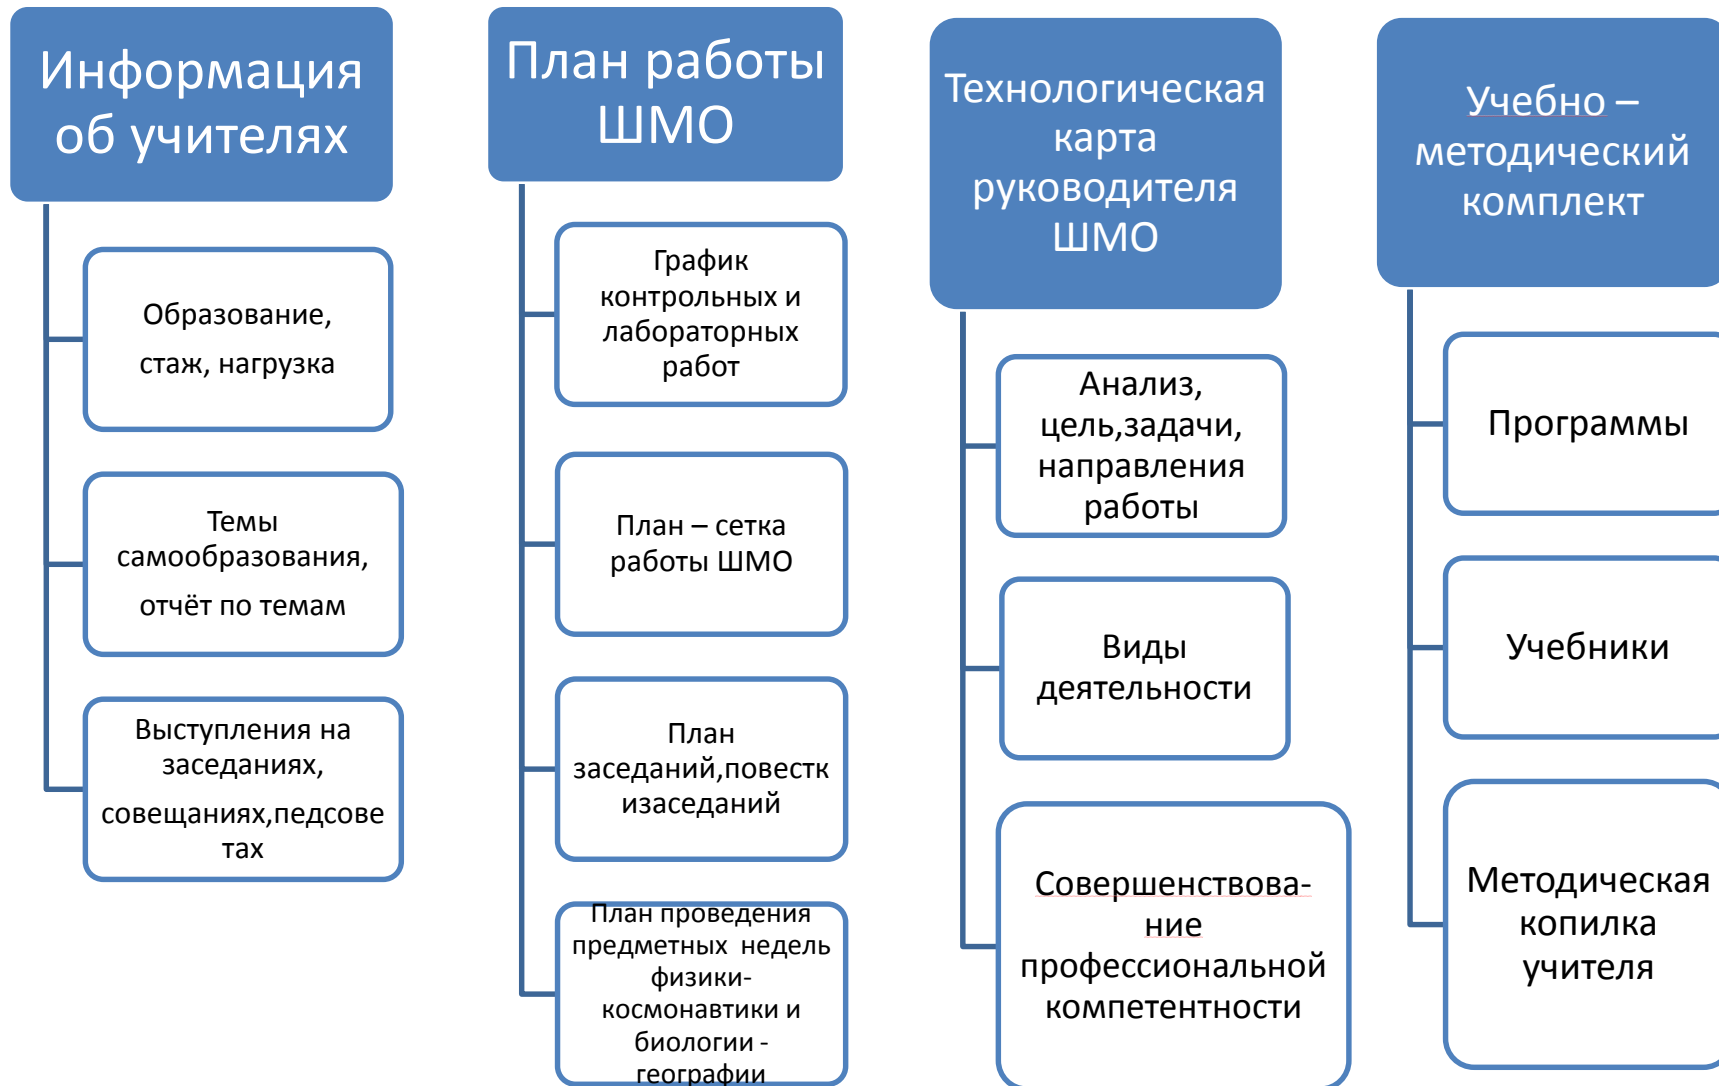 Информация
об учителях
Образование,
стаж, нагрузка
Темы
самообразования,
отчёт по темам
Выступления на
заседаниях,
совещаниях,педсове
тах
План работы
ШМО
График
контрольных и
лабораторных
работ
План – сетка
работы ШМО
План
заседаний,повестк
изаседаний
План проведения
предметных недель
физики-
космонавтики и
биологии -
географии
Технологическая
карта
руководителя
ШМО
Анализ,
цель,задачи,
направления
работы
Виды
деятельности
Совершенствова-
ние
профессиональной
компетентности
Учебно –
методический
комплект
Программы
Учебники
Методическая
копилка
учителя